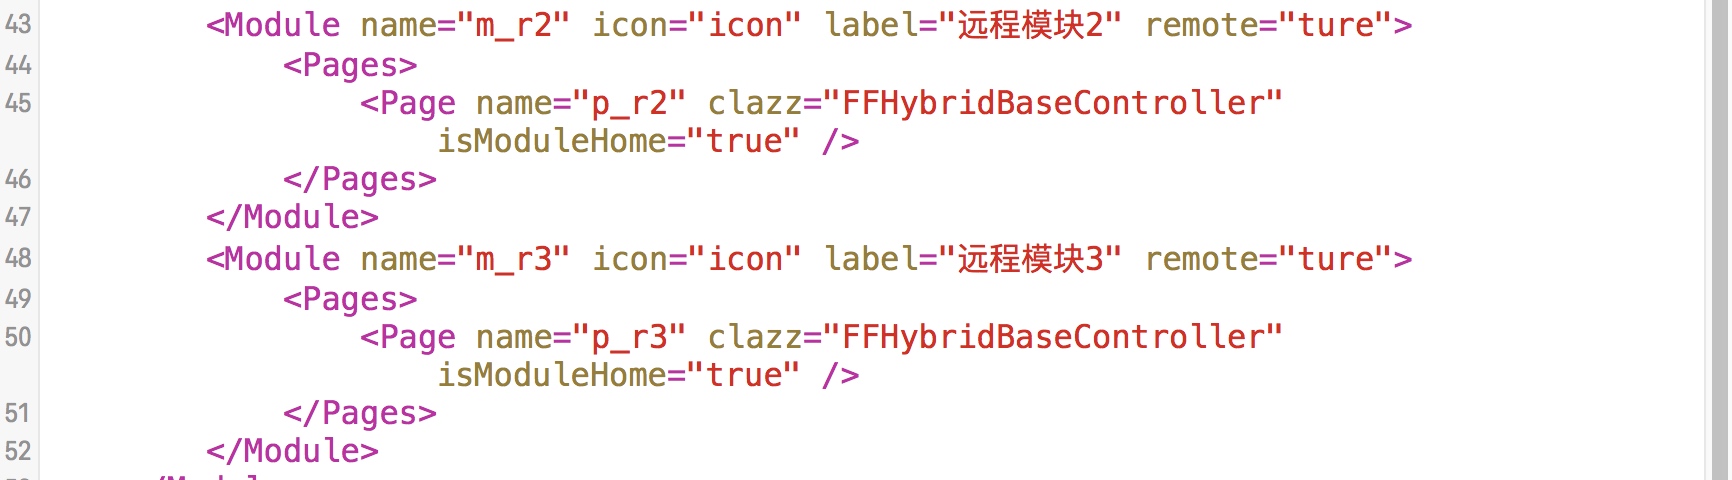 43 <Module name="m_r2" icon="icon" label="远程模块2" remote="ture">
44 <Pages>
45 <Page name="p_r2" clazz="FFHybridBaseController"
isModuleHome="true" />
46 </Pages>
47 </Module>
48 <Module name="m_r3" icon="icon" label="远程模块3" remote="ture">
49 <Pages>
50 <Page name="p_r3" clazz="FFHybridBaseController"
isModuleHome="true" />
51 </Pages>
52 </Module>